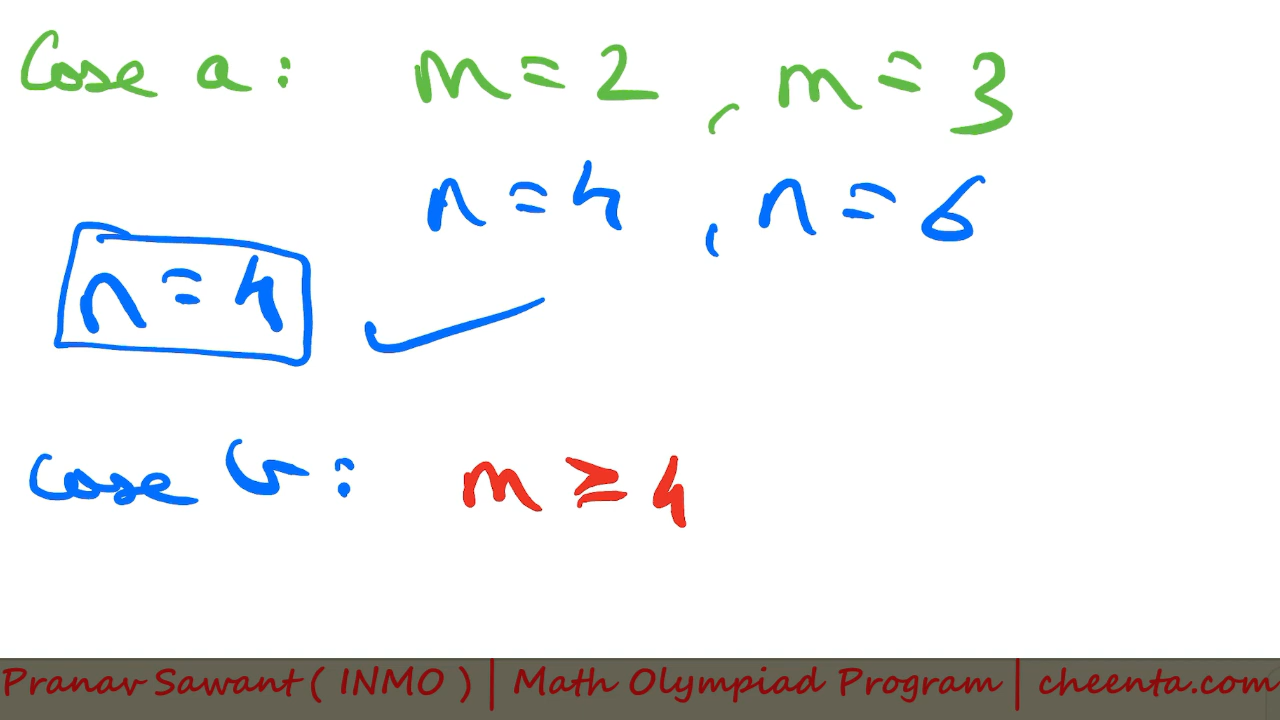 Case a: m = 2, m = 3
n = 4, n = 6
n = 4
Case b: m ≥ 4
Pranav Sawant ( INMO ) | Math Olympiad Program | cheenta.com